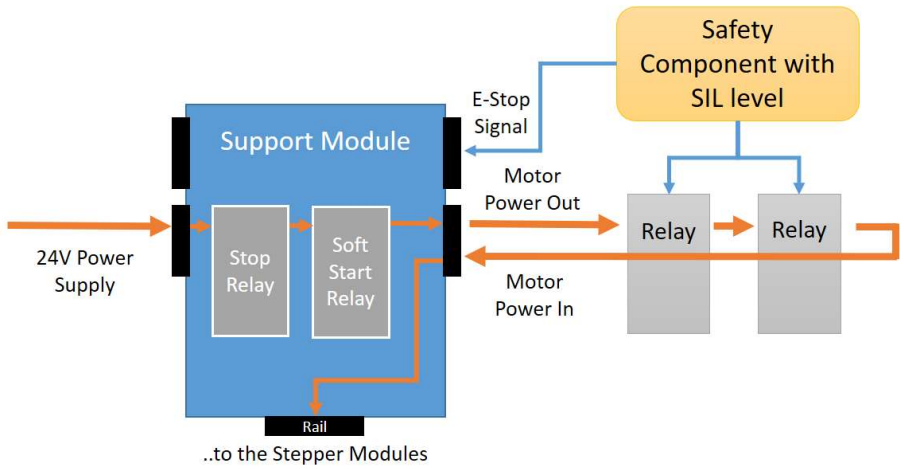 Safety
Component with
SIL level
E-Stop
Signal
Support Module
Motor
Power Out
24V Power
Supply
Stop
Relay
Soft
Start
Relay
Relay
Relay
Motor
Power In
Rail
..to the Stepper Modules